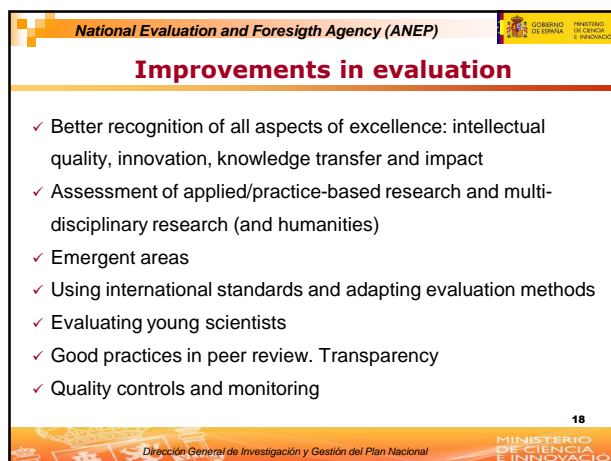 National Evaluation and Foresigth Agency (ANEP)
GOBIERNO
DE ESPAÑA
MINISTERIO
DE CIENCIA
E INNOVACIÓ
Improvements in evaluation
✓ Better recognition of all aspects of excellence: intellectual
quality, innovation, knowledge transfer and impact
✓ Assessment of applied/practice-based research and multi-
disciplinary research (and humanities)
✓ Emergent areas
✓ Using international standards and adapting evaluation methods
✓ Evaluating young scientists
✓ Good practices in peer review. Transparency
✓ Quality controls and monitoring
18
Dirección General de Investigación y Gestión del Plan Nacional
MINISTERIO
DE CIENCIA
E INNOVACIÓ